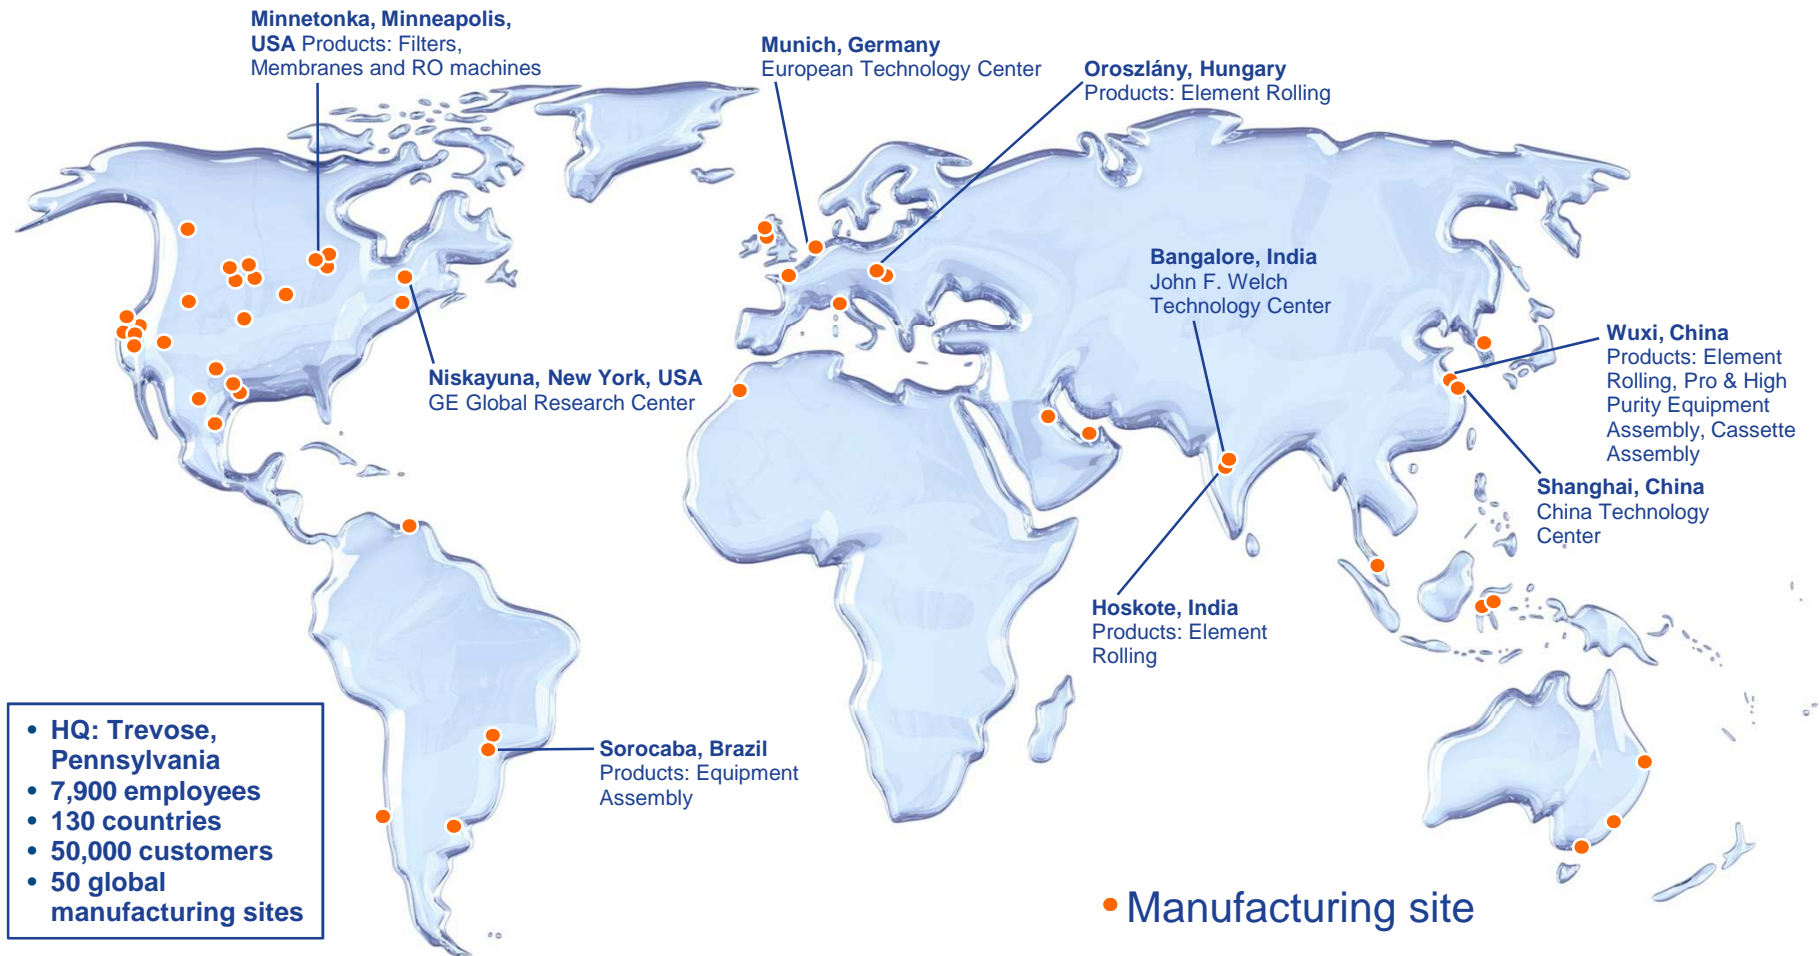 Minnetonka, Minneapolis,
USA Products: Filters,
Membranes and RO machines
Munich, Germany
European Technology Center
Oroszlány, Hungary
Products: Element Rolling
Bangalore, India
John F. Welch
Technology Center
Wuxi, China
Products: Element
Rolling, Pro & High
Purity Equipment
Assembly, Cassette
Assembly
Niskayuna, New York, USA
GE Global Research Center
Shanghai, China
China Technology
Center
Hoskote, India
Products: Element
Rolling
Sorocaba, Brazil
Products: Equipment
Assembly
• HQ: Trevose,
Pennsylvania
• 7,900 employees
• 130 countries
• 50,000 customers
• 50 global
manufacturing sites
Manufacturing site